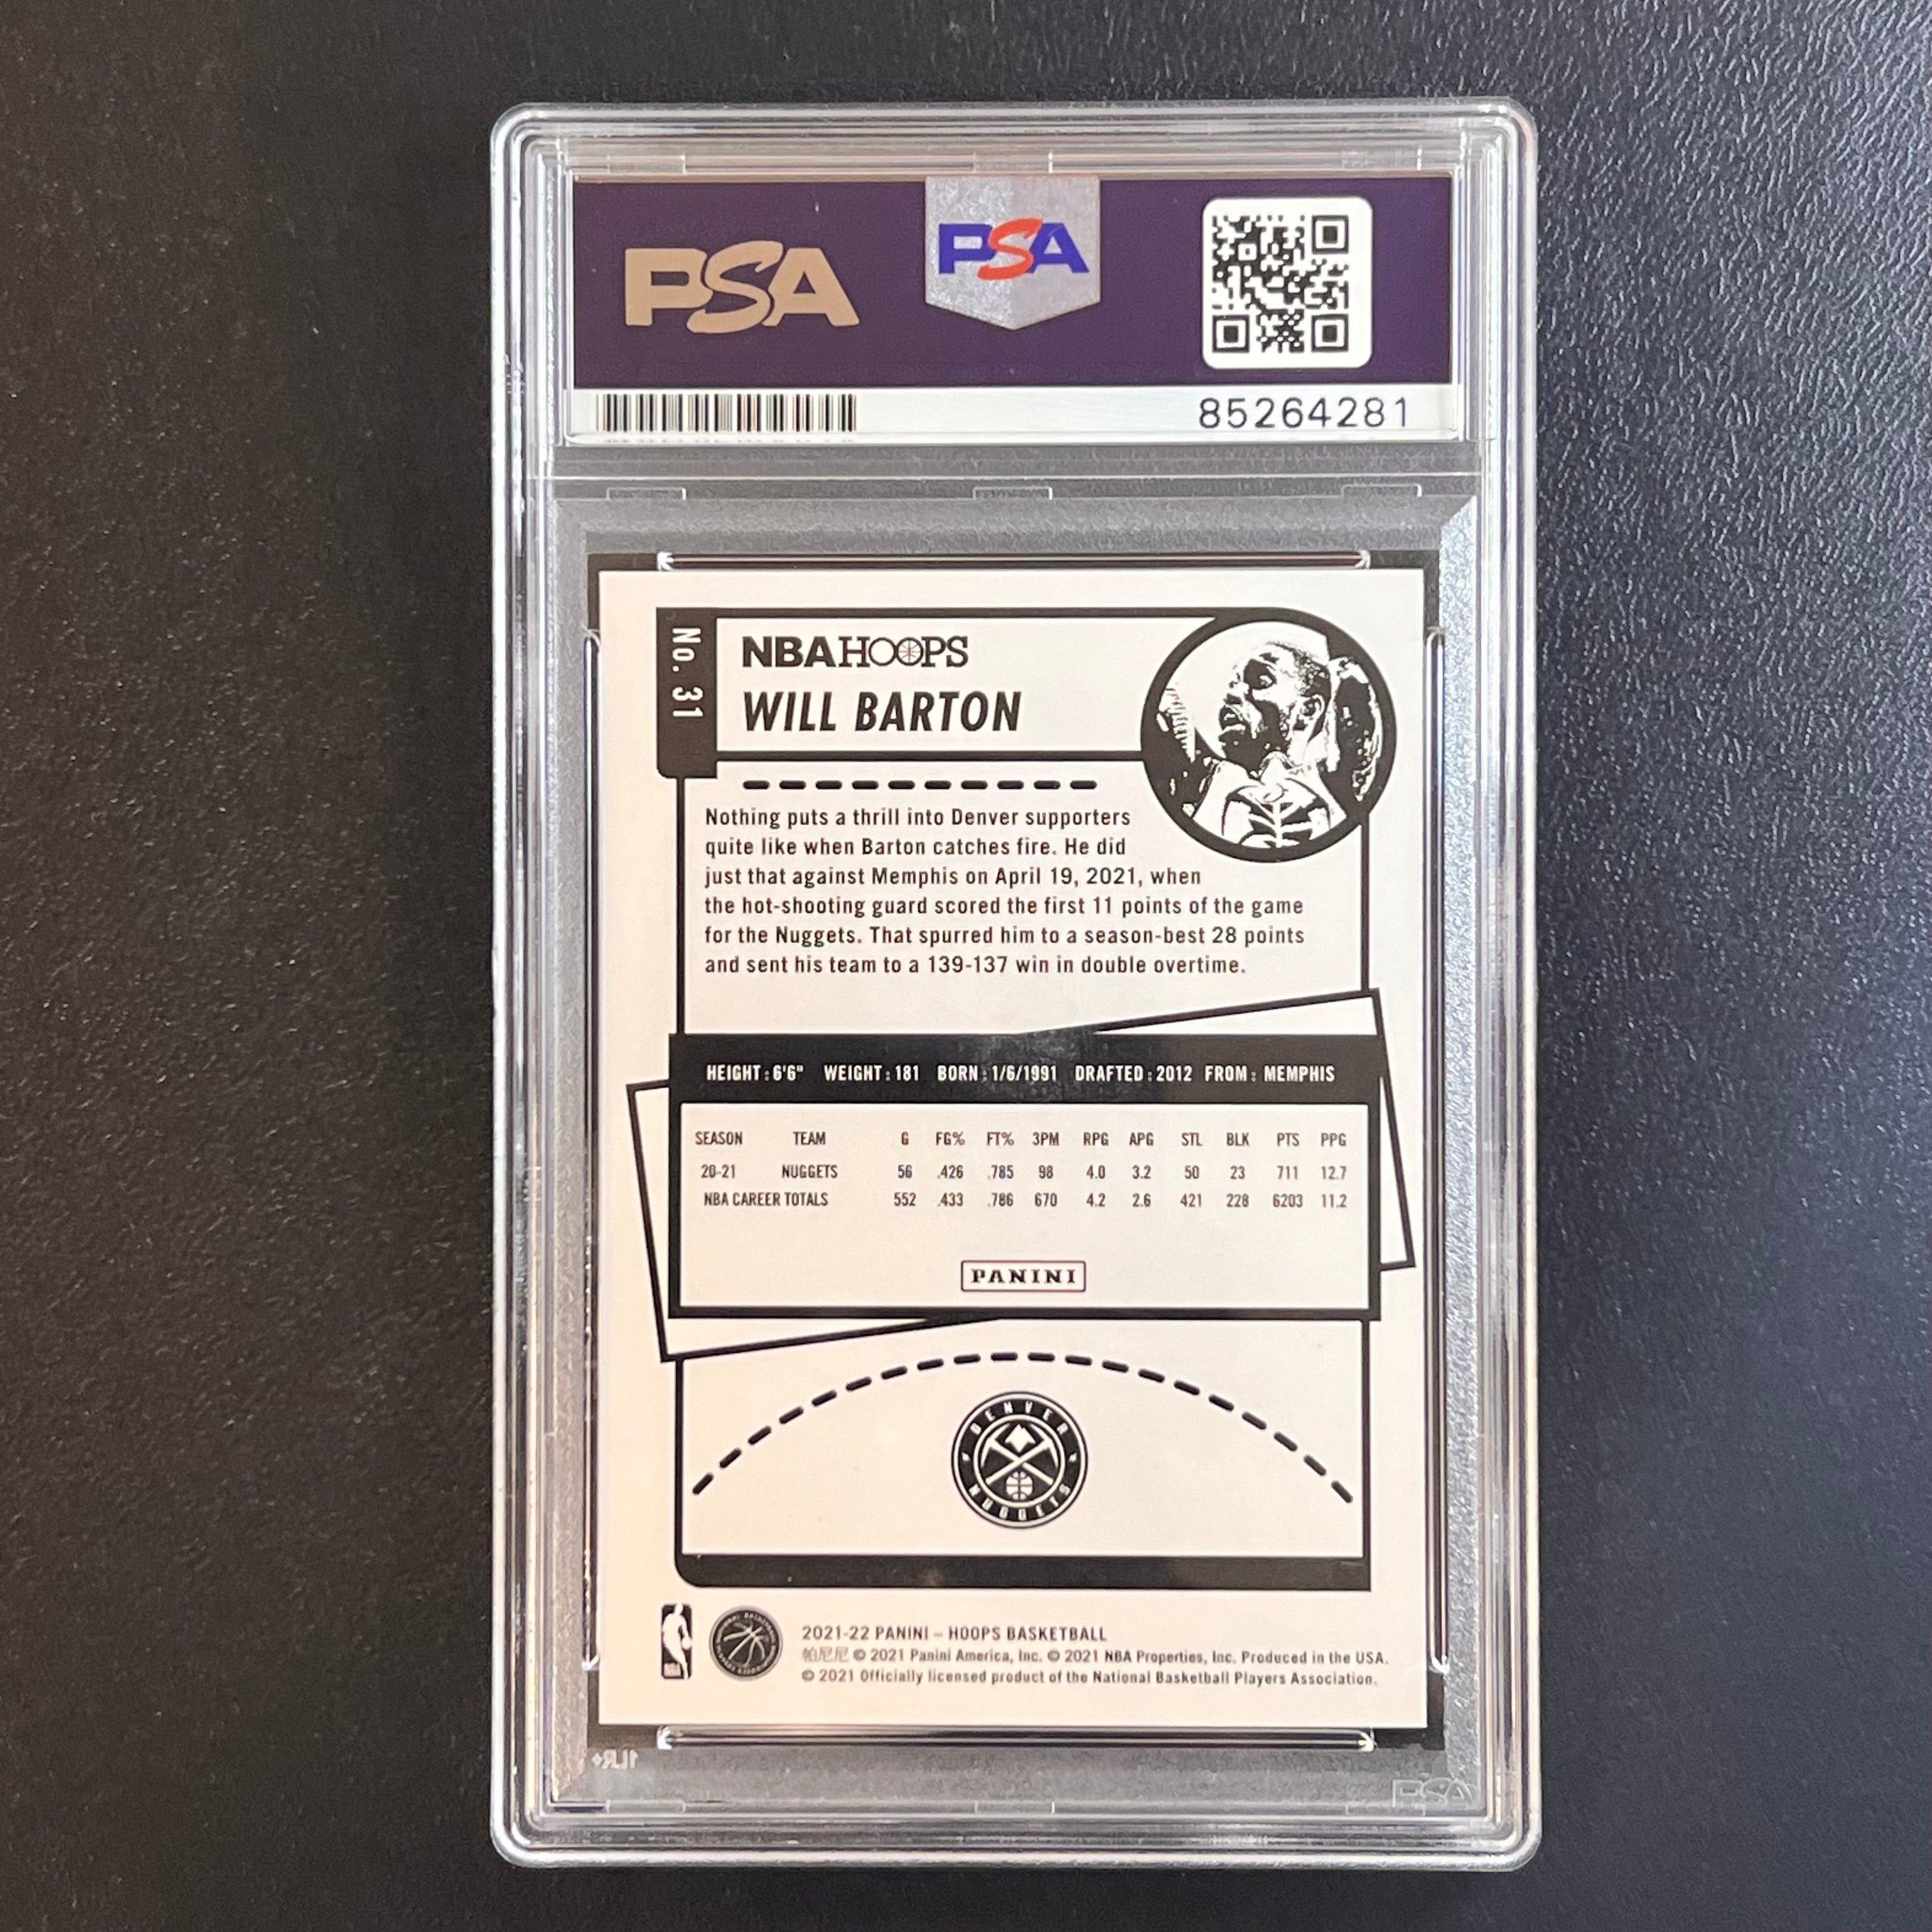 PSA
PSA
85264281
No. 31
NBA HOOPS
WILL BARTON
Nothing puts a thrill into Denver supporters
quite like when Barton catches fire. He did
just that against Memphis on April 19, 2021, when
the hot-shooting guard scored the first 11 points of the game
for the Nuggets. That spurred him to a season-best 28 points
and sent his team to a 139-137 win in double overtime.
HEIGHT: 6'6" WEIGHT: 181 BORN: 1/6/1991 DRAFTED: 2012 FROM: MEMPHIS
SEASON TEAM G FG% FT% 3PM RPG APG STL BLK PTS PPG
20-21 NUGGETS 56 .426 .785 98 4.0 3.2 50 23 711 12.7
NBA CAREER TOTALS 552 .433 .786 670 4.2 2.6 421 228 6203 11.2
PANINI
DENVER
NUGGETS
NBA
2021-22 PANINI – HOOPS BASKETBALL
帕尼尼 © 2021 Panini America, Inc. © 2021 NBA Properties, Inc. Produced in the USA.
© 2021 Officially licensed product of the National Basketball Players Association.
PSA